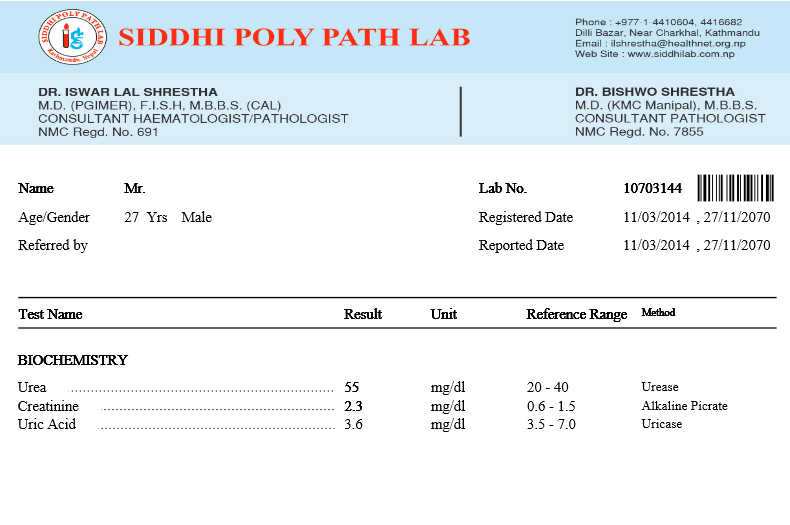 SIDDHI POLY PATH LAB
Kathmandu, Nepal
SIDDHI POLY PATH LAB
Phone : +977-1-4410604, 4416682
Dilli Bazar, Near Charkhal, Kathmandu
Email : ilshrestha@healthnet.org.np
Web Site : www.siddhilab.com.np
DR. ISWAR LAL SHRESTHA
M.D. (PGIMER), F.I.S.H, M.B.B.S. (CAL)
CONSULTANT HAEMATOLOGIST/PATHOLOGIST
NMC Regd. No. 691
DR. BISHWO SHRESTHA
M.D. (KMC Manipal), M.B.B.S.
CONSULTANT PATHOLOGIST
NMC Regd. No. 7855
Name Mr. Lab No. 10703144
Age/Gender 27 Yrs Male Registered Date 11/03/2014 , 27/11/2070
Referred by Reported Date 11/03/2014 , 27/11/2070
Test Name Result Unit Reference Range Method
BIOCHEMISTRY
Urea 55 mg/dl 20 - 40 Urease
Creatinine 2.3 mg/dl 0.6 - 1.5 Alkaline Picrate
Uric Acid 3.6 mg/dl 3.5 - 7.0 Uricase